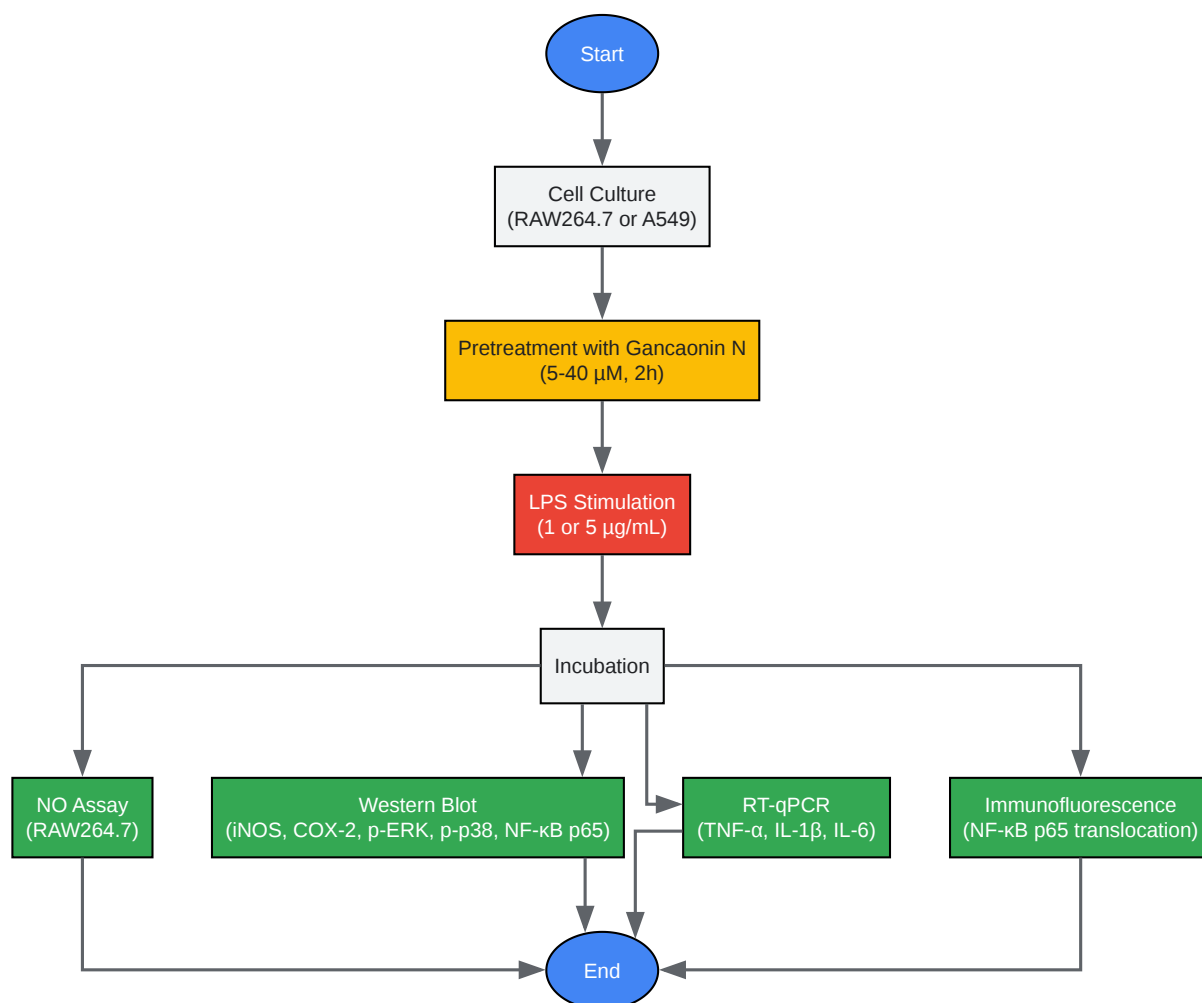 Start
Cell Culture
(RAW264.7 or A549)
Pretreatment with Gancaonin N
(5-40 µM, 2h)
LPS Stimulation
(1 or 5 µg/mL)
Incubation
NO Assay
(RAW264.7)
Western Blot
(iNOS, COX-2, p-ERK, p-p38, NF-κB p65)
RT-qPCR
(TNF-α, IL-1β, IL-6)
Immunofluorescence
(NF-κB p65 translocation)
End